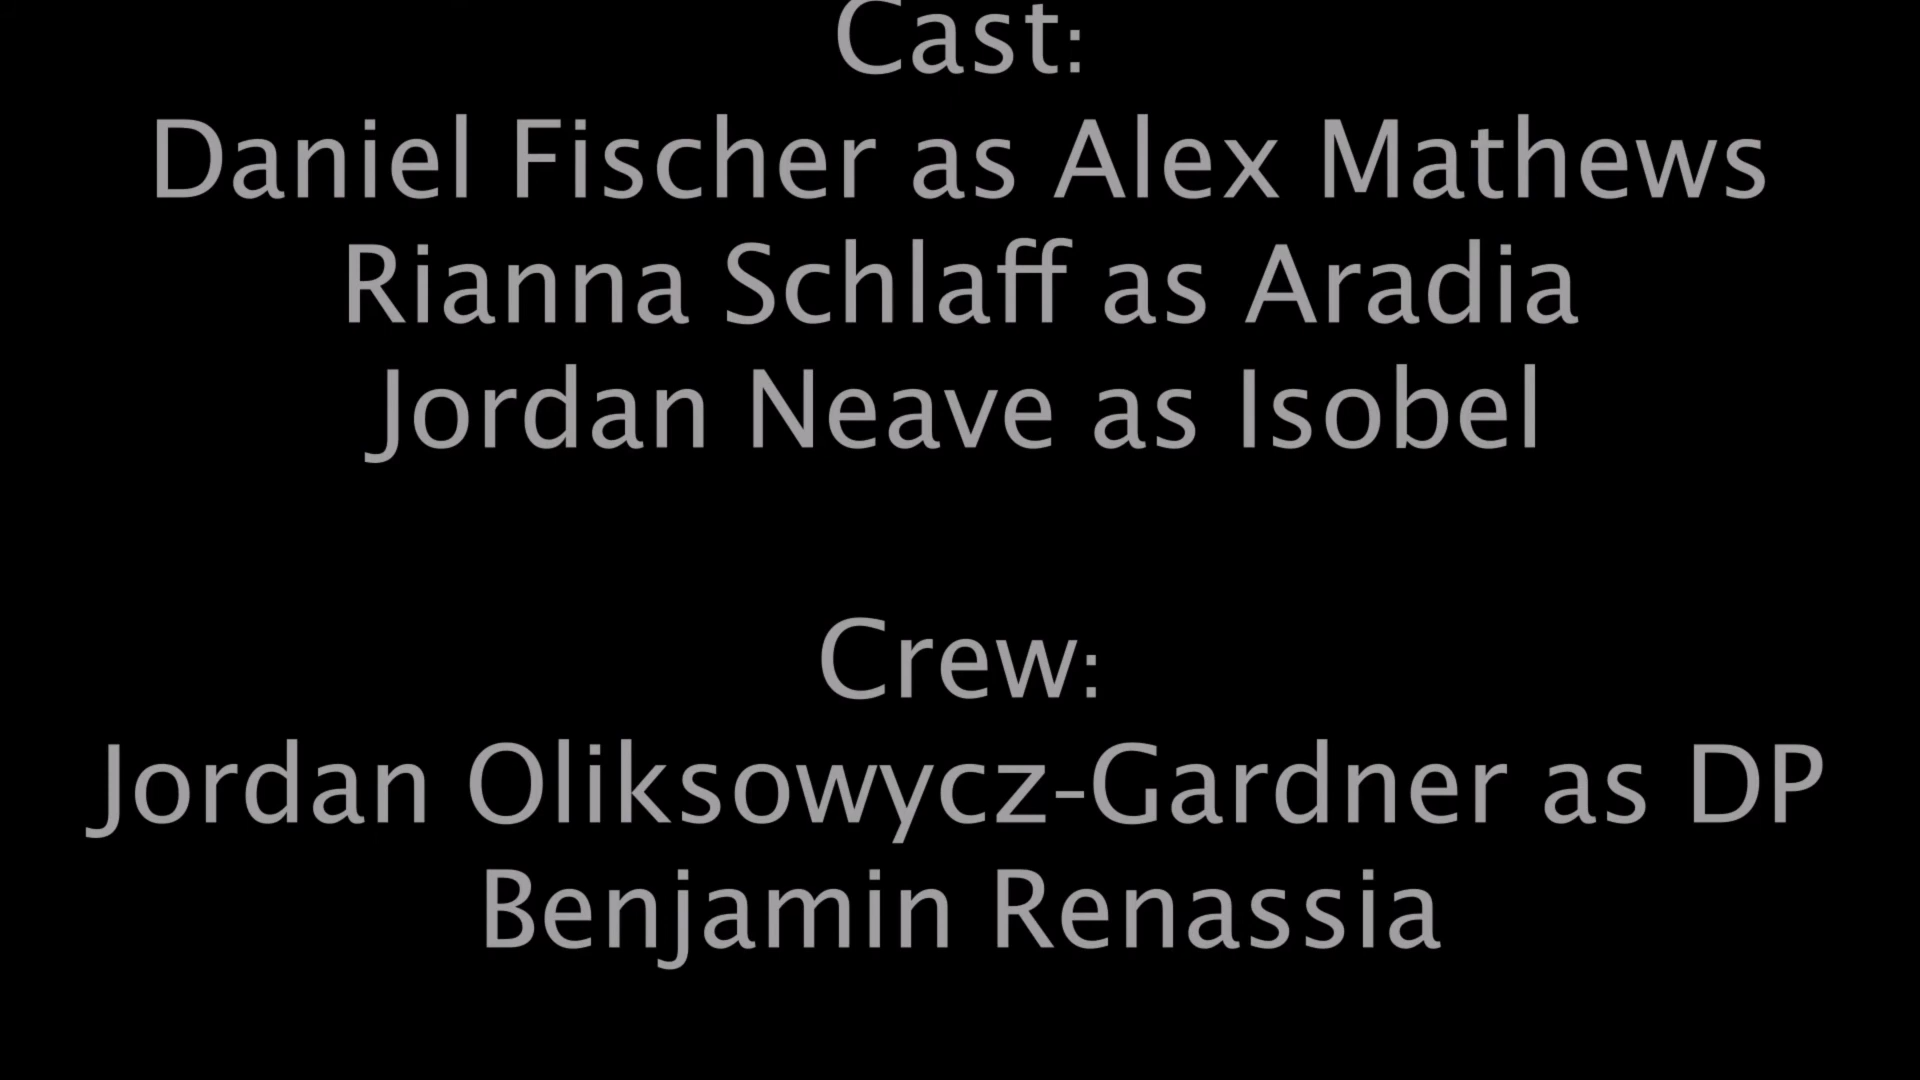 Cast:
Daniel Fischer as Alex Mathews
Rianna Schlaff as Aradia
Jordan Neave as Isobel
Crew:
Jordan Oliksowycz-Gardner as DP
Benjamin Renassia